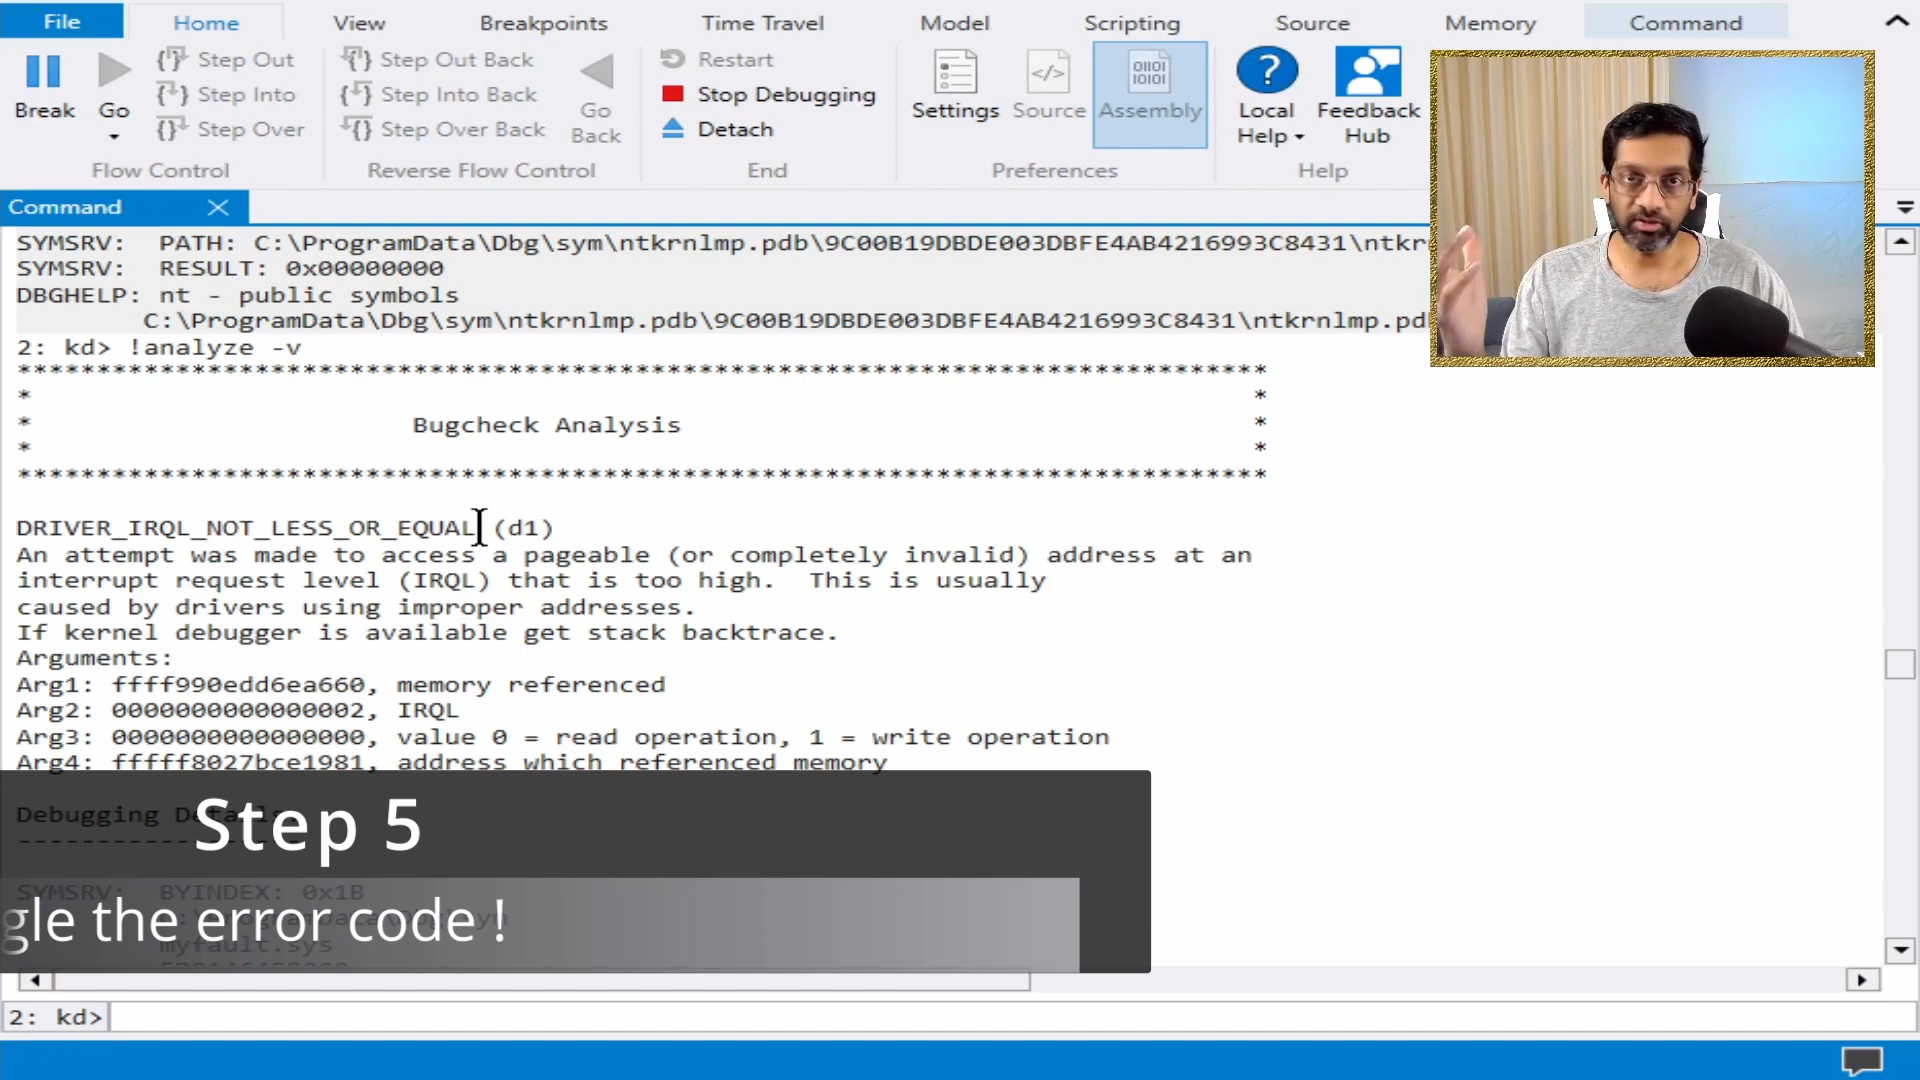 File
Home
View
Breakpoints
Time Travel
Model
Scripting
Source
Memory
Command
Break
Go
Step Out
Step Into
Step Over
Flow Control
Step Out Back
Step Into Back
Step Over Back
Go
Back
Reverse Flow Control
Restart
Stop Debugging
Detach
End
Settings
Source
Assembly
Preferences
Local
Help
Feedback
Hub
Help
Command
SYMSRV:  PATH: C:\ProgramData\Dbg\sym\ntkrnlmp.pdb\9C00B19DBDE003DBFE4AB4216993C8431\ntkr
SYMSRV:  RESULT: 0x00000000
DBGHELP: nt - public symbols
C:\ProgramData\Dbg\sym\ntkrnlmp.pdb\9C00B19DBDE003DBFE4AB4216993C8431\ntkrnlmp.pd
2: kd> !analyze -v
*******************************************************************************
*                                                                             *
*                        Bugcheck Analysis                                    *
*                                                                             *
*******************************************************************************
DRIVER_IRQL_NOT_LESS_OR_EQUAL (d1)
An attempt was made to access a pageable (or completely invalid) address at an
interrupt request level (IRQL) that is too high.  This is usually
caused by drivers using improper addresses.
If kernel debugger is available get stack backtrace.
Arguments:
Arg1: ffff990edd6ea660, memory referenced
Arg2: 0000000000000002, IRQL
Arg3: 0000000000000000, value 0 = read operation, 1 = write operation
Arg4: fffff8027bce1981, address which referenced memory
Debugging Details
Step 5
SYMSRV:  BYINDEX: 0x1B
gle the error code !
myfault.sys
2: kd>